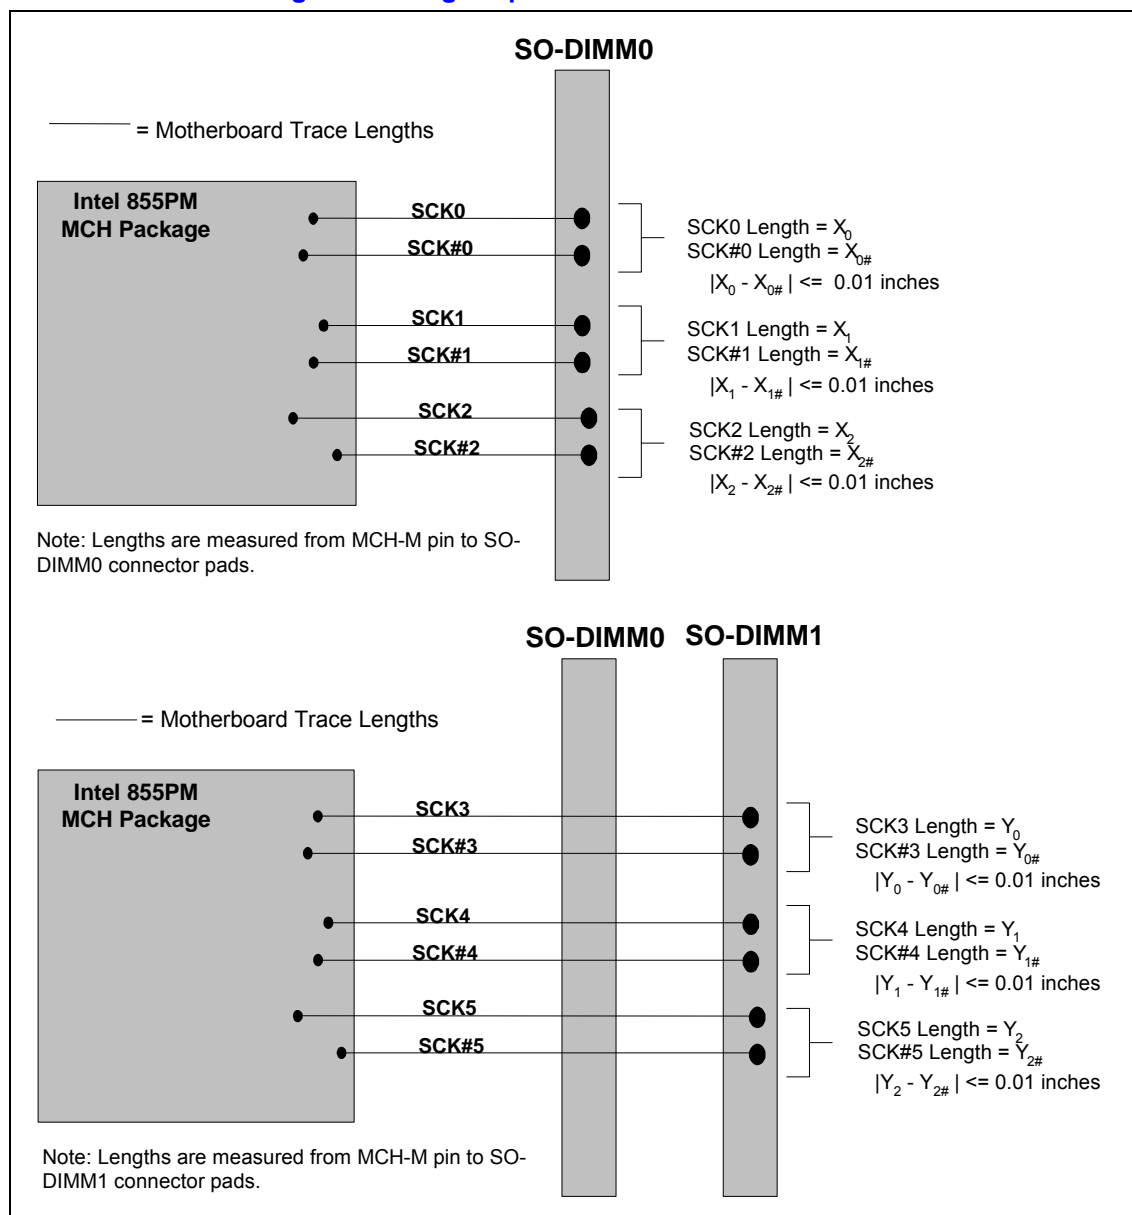 SO-DIMM0
= Motherboard Trace Lengths
Intel 855PM
MCH Package
SCK0
SCK#0
SCK1
SCK#1
SCK2
SCK#2
SCK0 Length = X0
SCK#0 Length = X0#
|X0 - X0# | <= 0.01 inches
SCK1 Length = X1
SCK#1 Length = X1#
|X1 - X1# | <= 0.01 inches
SCK2 Length = X2
SCK#2 Length = X2#
|X2 - X2# | <= 0.01 inches
Note: Lengths are measured from MCH-M pin to SO-
DIMM0 connector pads.
SO-DIMM0 SO-DIMM1
= Motherboard Trace Lengths
Intel 855PM
MCH Package
SCK3
SCK#3
SCK4
SCK#4
SCK5
SCK#5
SCK3 Length = Y0
SCK#3 Length = Y0#
|Y0 - Y0# | <= 0.01 inches
SCK4 Length = Y1
SCK#4 Length = Y1#
|Y1 - Y1# | <= 0.01 inches
SCK5 Length = Y2
SCK#5 Length = Y2#
|Y2 - Y2# | <= 0.01 inches
Note: Lengths are measured from MCH-M pin to SO-
DIMM1 connector pads.